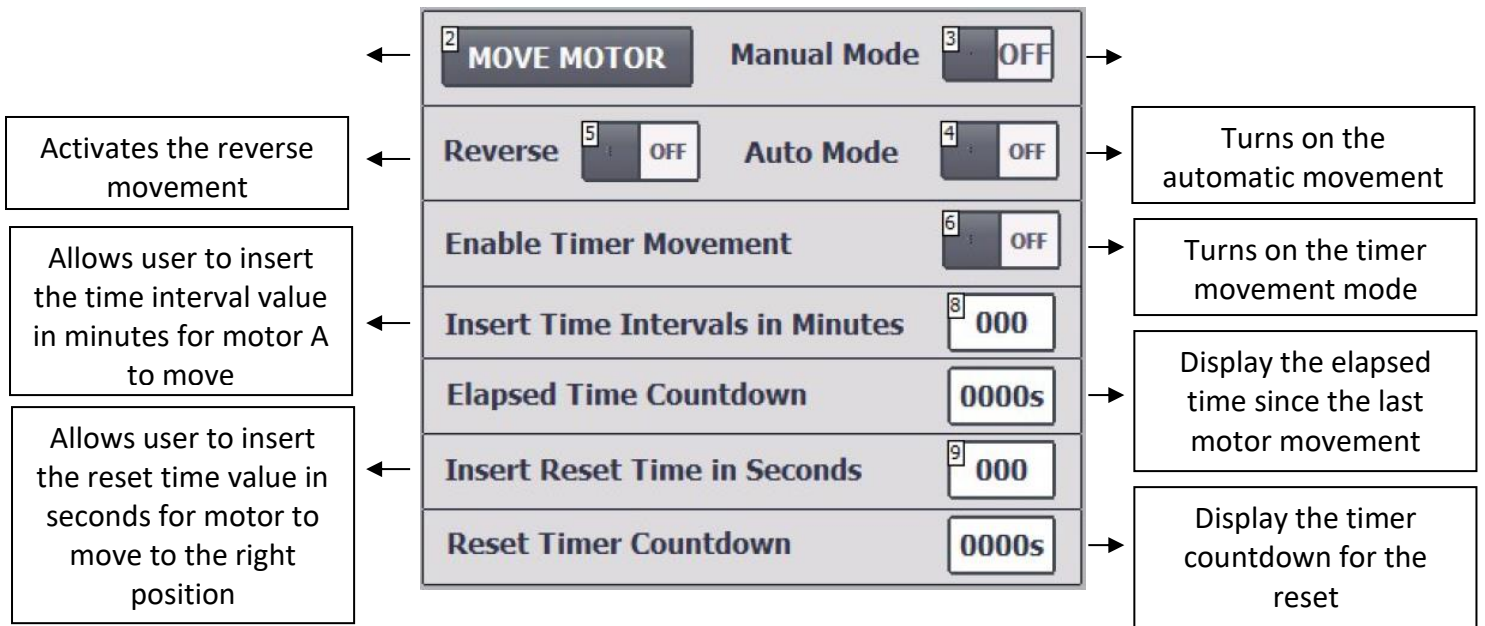 2
MOVE MOTOR
Manual Mode
3
OFF
Activates the reverse
movement
Reverse
5
OFF
Auto Mode
4
OFF
Turns on the
automatic movement
Enable Timer Movement
6
OFF
Turns on the timer
movement mode
Allows user to insert
the time interval value
in minutes for motor A
to move
Insert Time Intervals in Minutes
8
000
Elapsed Time Countdown
0000s
Display the elapsed
time since the last
motor movement
Allows user to insert
the reset time value in
seconds for motor to
move to the right
position
Insert Reset Time in Seconds
9
000
Reset Timer Countdown
0000s
Display the timer
countdown for the
reset